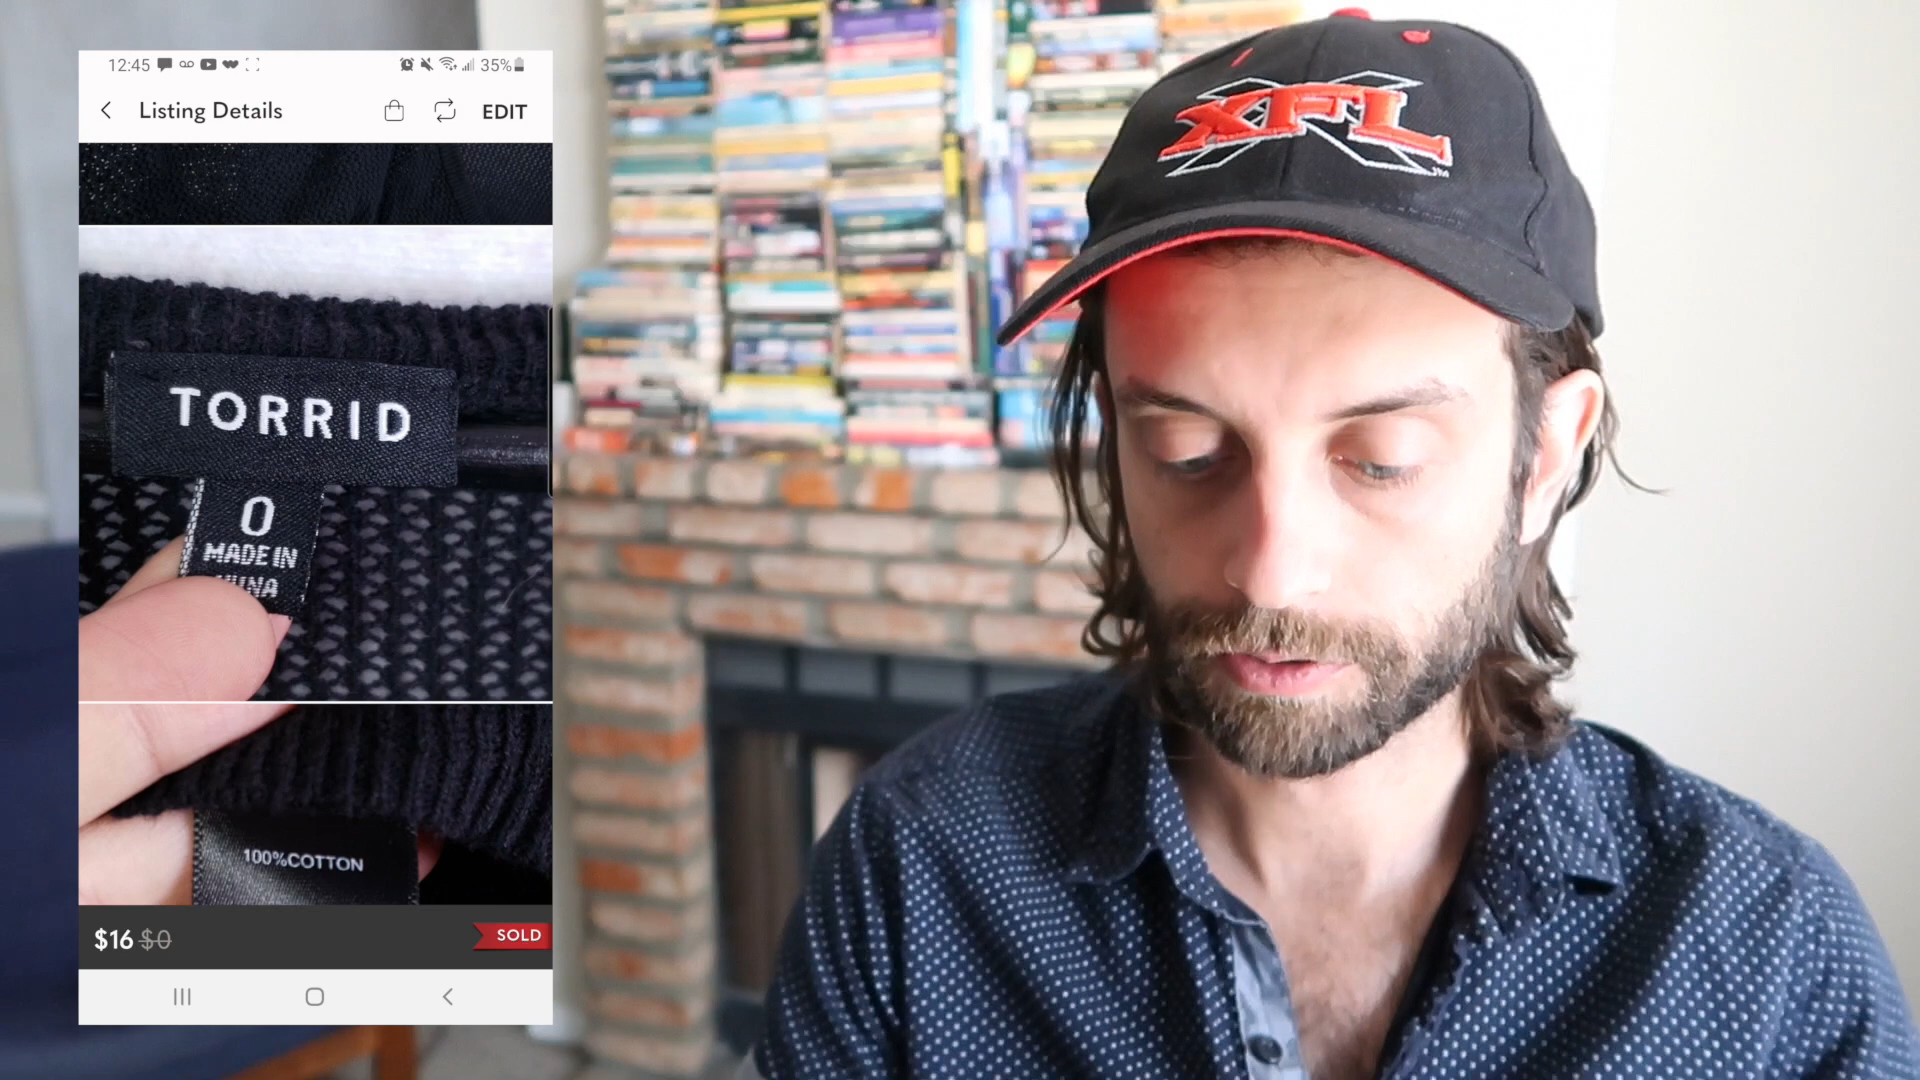 12:45
35%
Listing Details
EDIT
TORRID
0
MADE IN
100%COTTON
$16 $0
SOLD
XFL